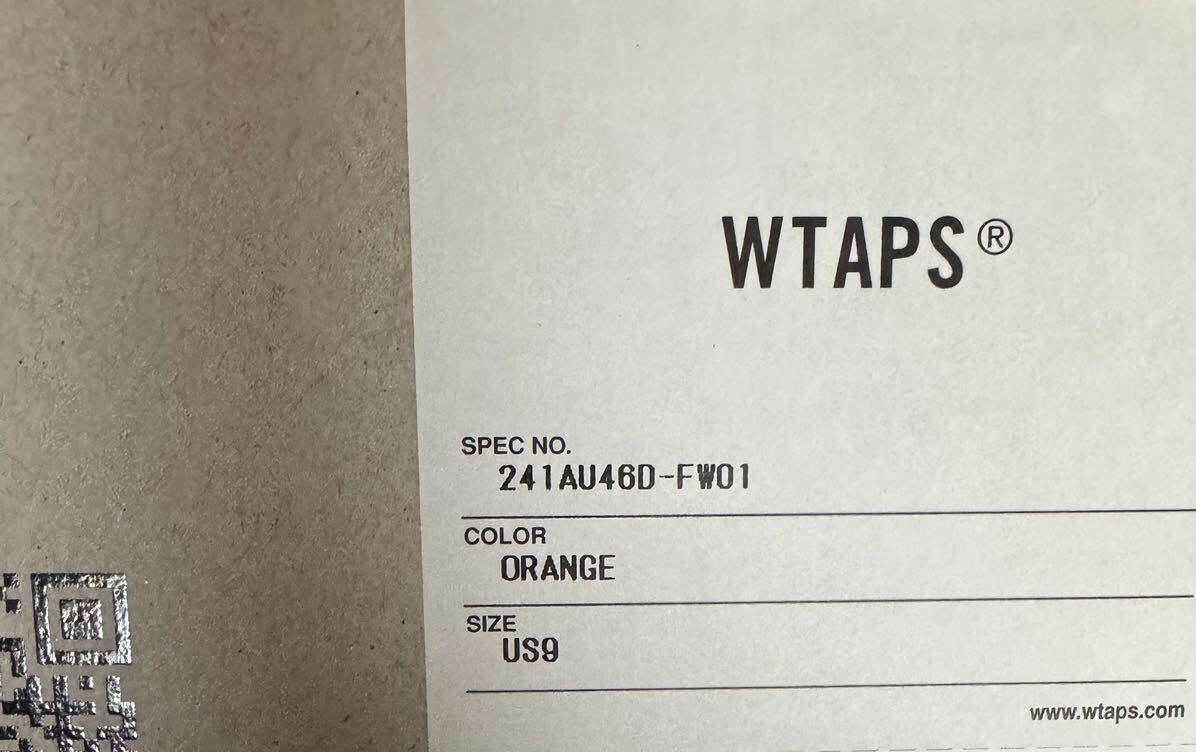 WTAPS®
SPEC NO.
241AU46D-FW01
COLOR
ORANGE
SIZE
US9
www.wtaps.com